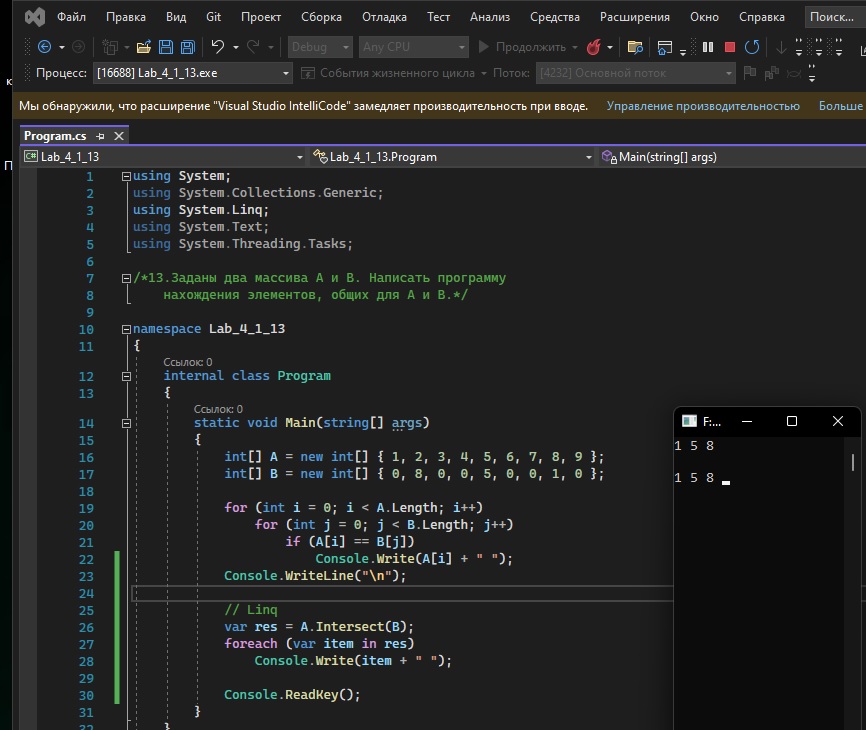 Файл Правка Вид Git Проект Сборка Отладка Тест Анализ Средства Расширения Окно Справка Поиск...
Debug Any CPU Продолжить
Процесс: [16688] Lab_4_1_13.exe События жизненного цикла Поток: [4232] Основной поток
Мы обнаружили, что расширение "Visual Studio IntelliCode" замедляет производительность при вводе. Управление производительностью Больше
Program.cs
C# Lab_4_1_13 Lab_4_1_13.Program Main(string[] args)
1 using System;
2 using System.Collections.Generic;
3 using System.Linq;
4 using System.Text;
5 using System.Threading.Tasks;
6
7 /*13.Заданы два массива A и B. Написать программу
8 нахождения элементов, общих для A и B.*/
9
10 namespace Lab_4_1_13
11 {
Ссылок: 0
12 internal class Program
13 {
Ссылок: 0
14 static void Main(string[] args)
15 {
16 int[] A = new int[] { 1, 2, 3, 4, 5, 6, 7, 8, 9 };
17 int[] B = new int[] { 0, 8, 0, 0, 5, 0, 0, 1, 0 };
18
19 for (int i = 0; i < A.Length; i++)
20 for (int j = 0; j < B.Length; j++)
21 if (A[i] == B[j])
22 Console.Write(A[i] + " ");
23 Console.WriteLine("\n");
24
25 // Linq
26 var res = A.Intersect(B);
27 foreach (var item in res)
28 Console.Write(item + " ");
29
30 Console.ReadKey();
31 }
32 }
F:...
1 5 8
1 5 8